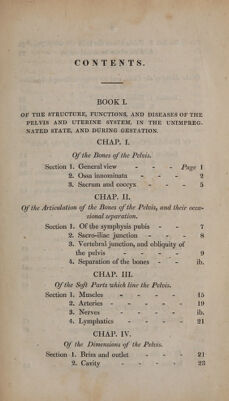 CONTENTS.
BOOK I.
OF THE STRUCTURE, FUNCTIONS, AND DISEASES OF THE
PELVIS AND UTERINE SYSTEM, IN THE UNIMPREG-
NATED STATE, AND DURING GESTATION.
CHAP. I.
Of the Bones of the Pelvis.
Section 1. General view - - - Page 1
2. Ossa innominata - - - 2
3. Sacrum and coccyx - - 5
CHAP. II.
Of the Articulation of the Bones of the Pelvis, and their occa-
sional separation.
Section 1. Of the symphysis pubis - - 7
2. Sacro-iliac junction - - - 8
3. Vertebral junction, and obliquity of
the pelvis - - - - 9
4. Separation of the bones - - ib.
CHAP. III.
Of the Soft Parts which line the Pelvis.
Section 1. Muscles - - - - 15
2. Arteries - - - - 19
3. Nerves - - - - ib.
4. Lymphatics - - - - 21
CHAP. IV.
Of the Dimensions of the Pelvis.
Section 1. Brim and outlet - - - 21
2. Cavity - - - - 23